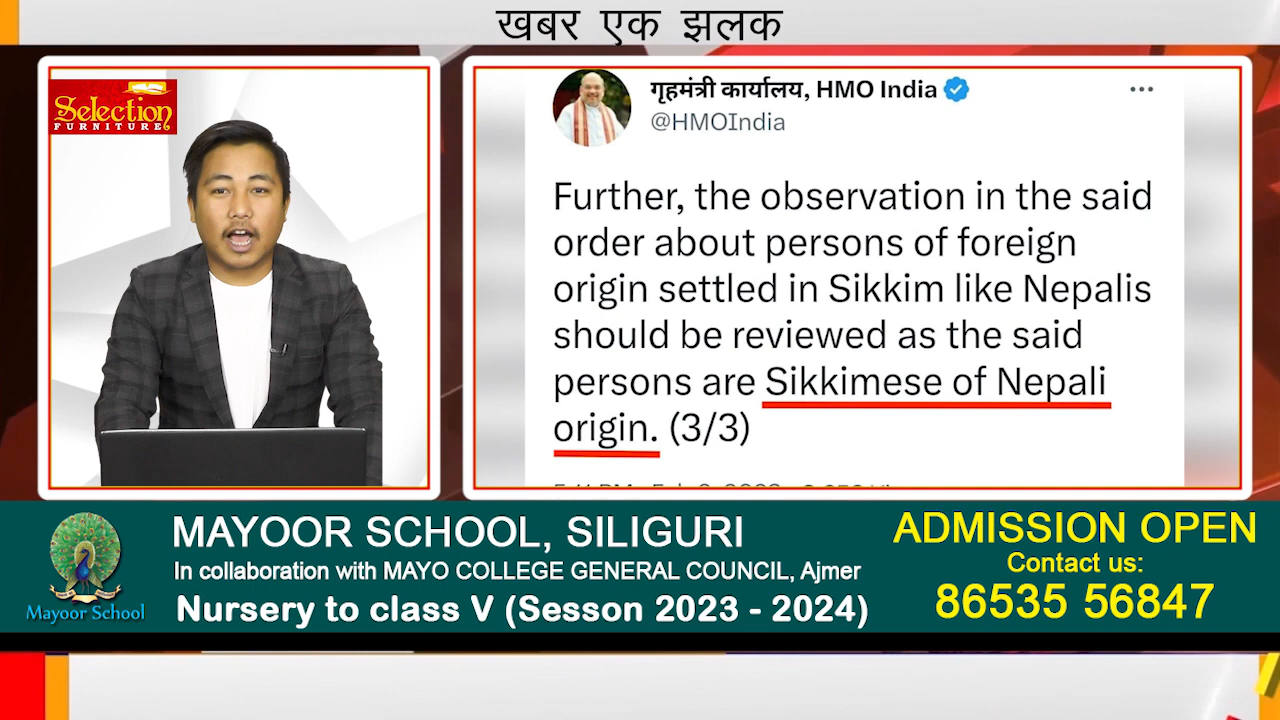 खबर एक झलक
Selection
FURNITURE
गृहमंत्री कार्यालय, HMO India
@HMOIndia
Further, the observation in the said
order about persons of foreign
origin settled in Sikkim like Nepalis
should be reviewed as the said
persons are Sikkimese of Nepali
origin. (3/3)
MAYOOR SCHOOL, SILIGURI
In collaboration with MAYO COLLEGE GENERAL COUNCIL, Ajmer
Nursery to class V (Sesson 2023 - 2024)
Mayoor School
ADMISSION OPEN
Contact us:
86535 56847